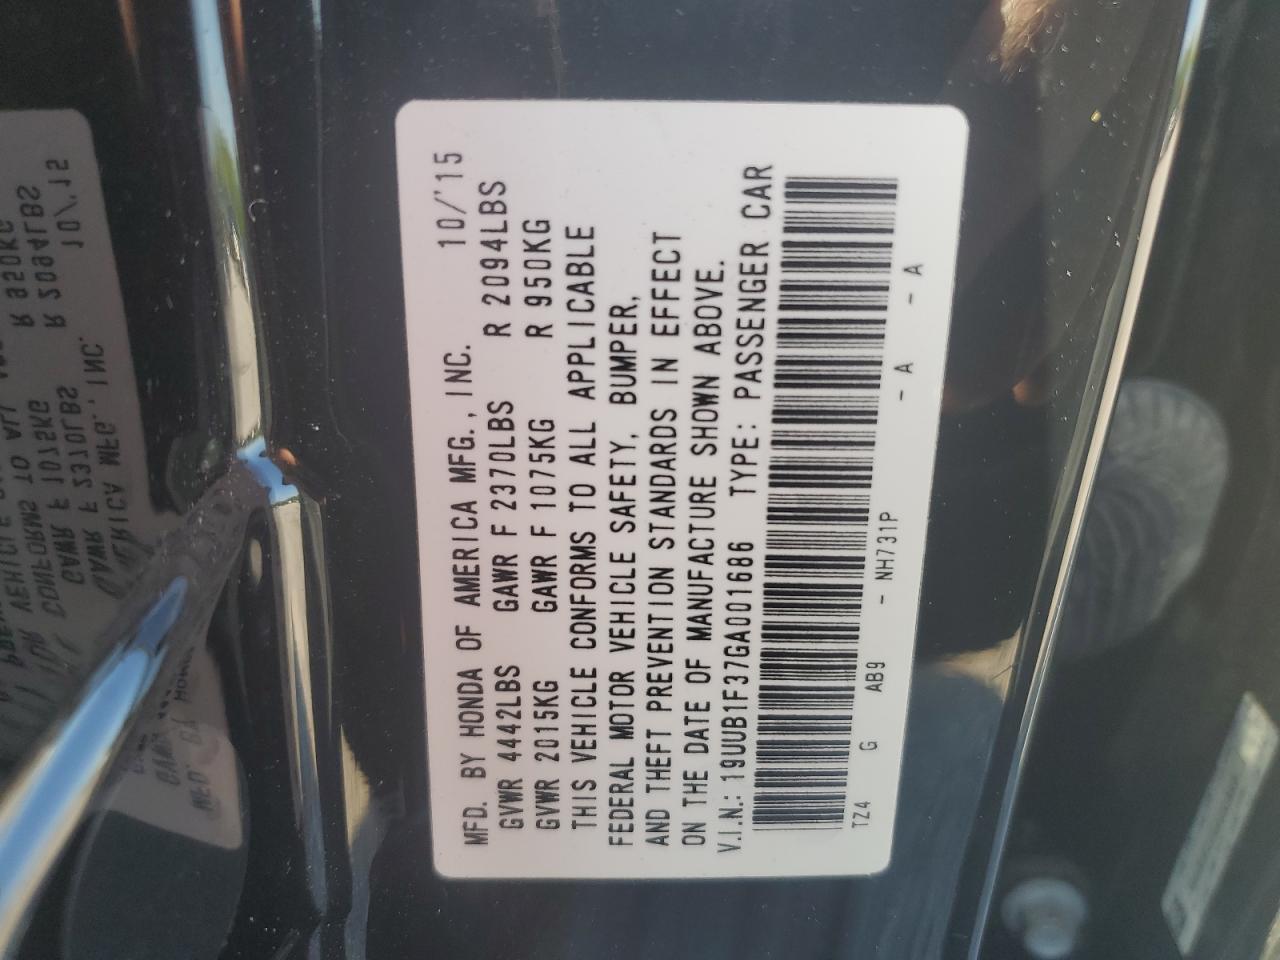 MFD. BY HONDA OF AMERICA MFG., INC. 10/'15
GVWR 4442LBS GAWR F 2370LBS R 2094LBS
GVWR 2015KG GAWR F 1075KG R 950KG
THIS VEHICLE CONFORMS TO ALL APPLICABLE
FEDERAL MOTOR VEHICLE SAFETY, BUMPER,
AND THEFT PREVENTION STANDARDS IN EFFECT
ON THE DATE OF MANUFACTURE SHOWN ABOVE.
V.I.N.: 19UUB1F37GA001686 TYPE: PASSENGER CAR
TZ4 G AB9 - NH731P - A - A